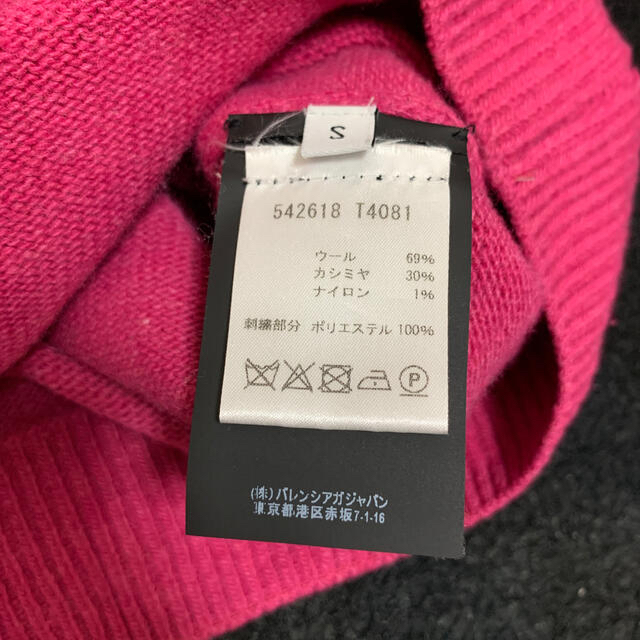 S
542618 T4081
ウール 69%
カシミヤ 30%
ナイロン 1%
刺繍部分 ポリエステル 100%
P
(株)バレンシアガジャパン
東京都港区赤坂7-1-16